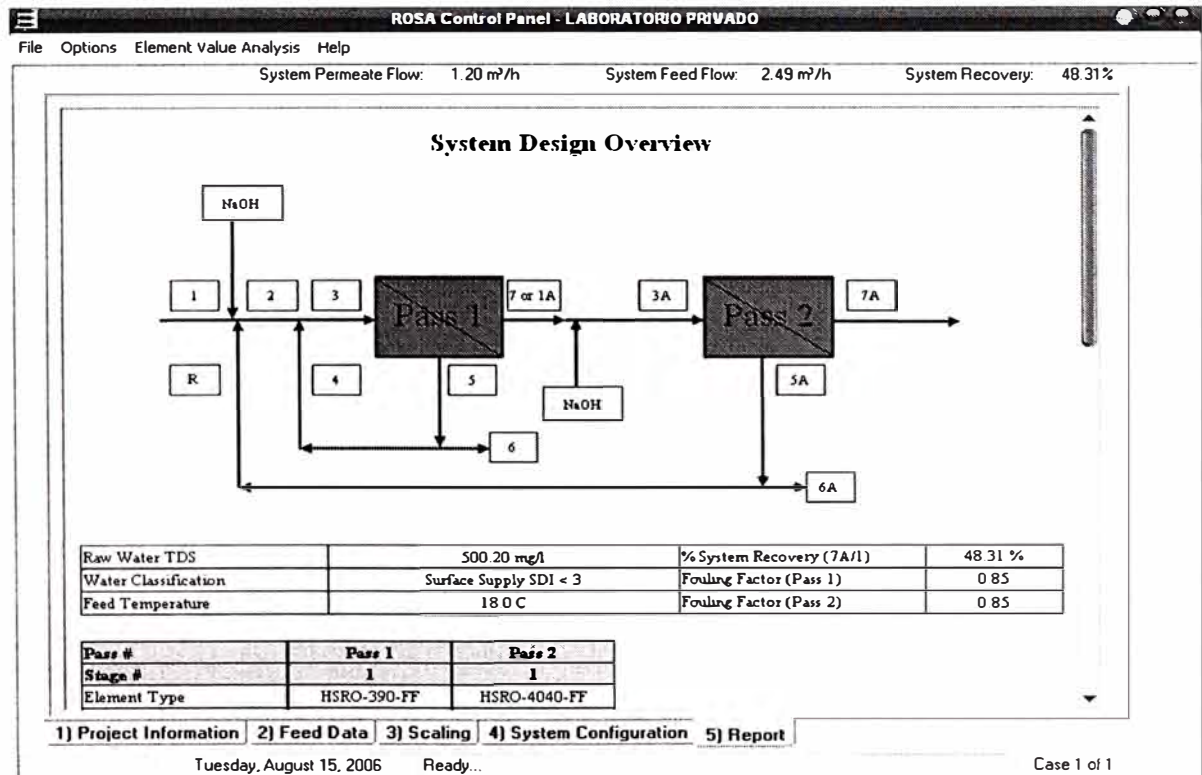 ROSA Control Panel - LABORATORIO PRIVADO
File Options Element Value Analysis Help
System Permeate Flow: 1.20 m³/h System Feed Flow: 2.49 m³/h System Recovery: 48.31%
System Design Overview
NaOH
1 2 3 Pass 1 7 or 1A 3A Pass 2 7A
R 4 5 NaOH 5A
6
6A
Raw Water TDS 500.20 mg/l % System Recovery (7A/1) 48.31 %
Water Classification Surface Supply SDI < 3 Fouling Factor (Pass 1) 0 85
Feed Temperature 18 0 C Fouling Factor (Pass 2) 0 85
Pass # Pass 1 Pass 2
Stage # 1 1
Element Type HSRO-390-FF HSRO-4040-FF
1) Project Information 2) Feed Data 3) Scaling 4) System Configuration 5) Report
Tuesday, August 15, 2006 Ready... Case 1 of 1